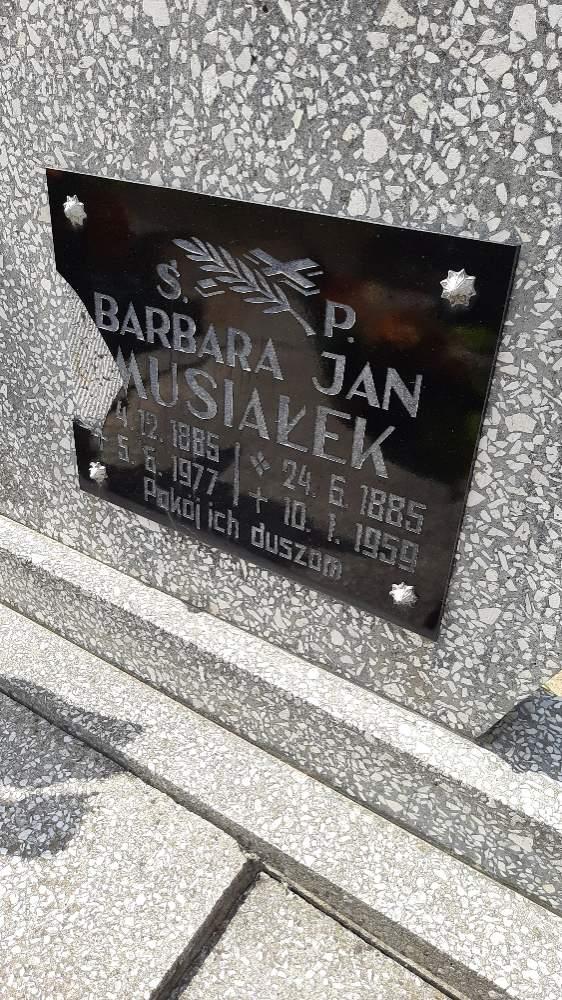 Ś. P.
BARBARA JAN
MUSIAŁEK
4. 12. 1885 24. 6. 1885
5. 6. 1977 + 10. 1. 1959
Pokój ich duszom